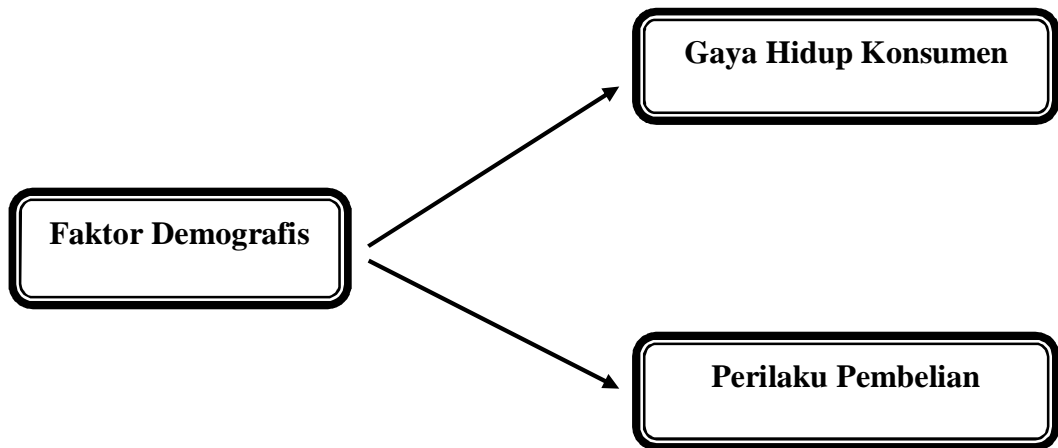 Gaya Hidup Konsumen
Faktor Demografis
Perilaku Pembelian